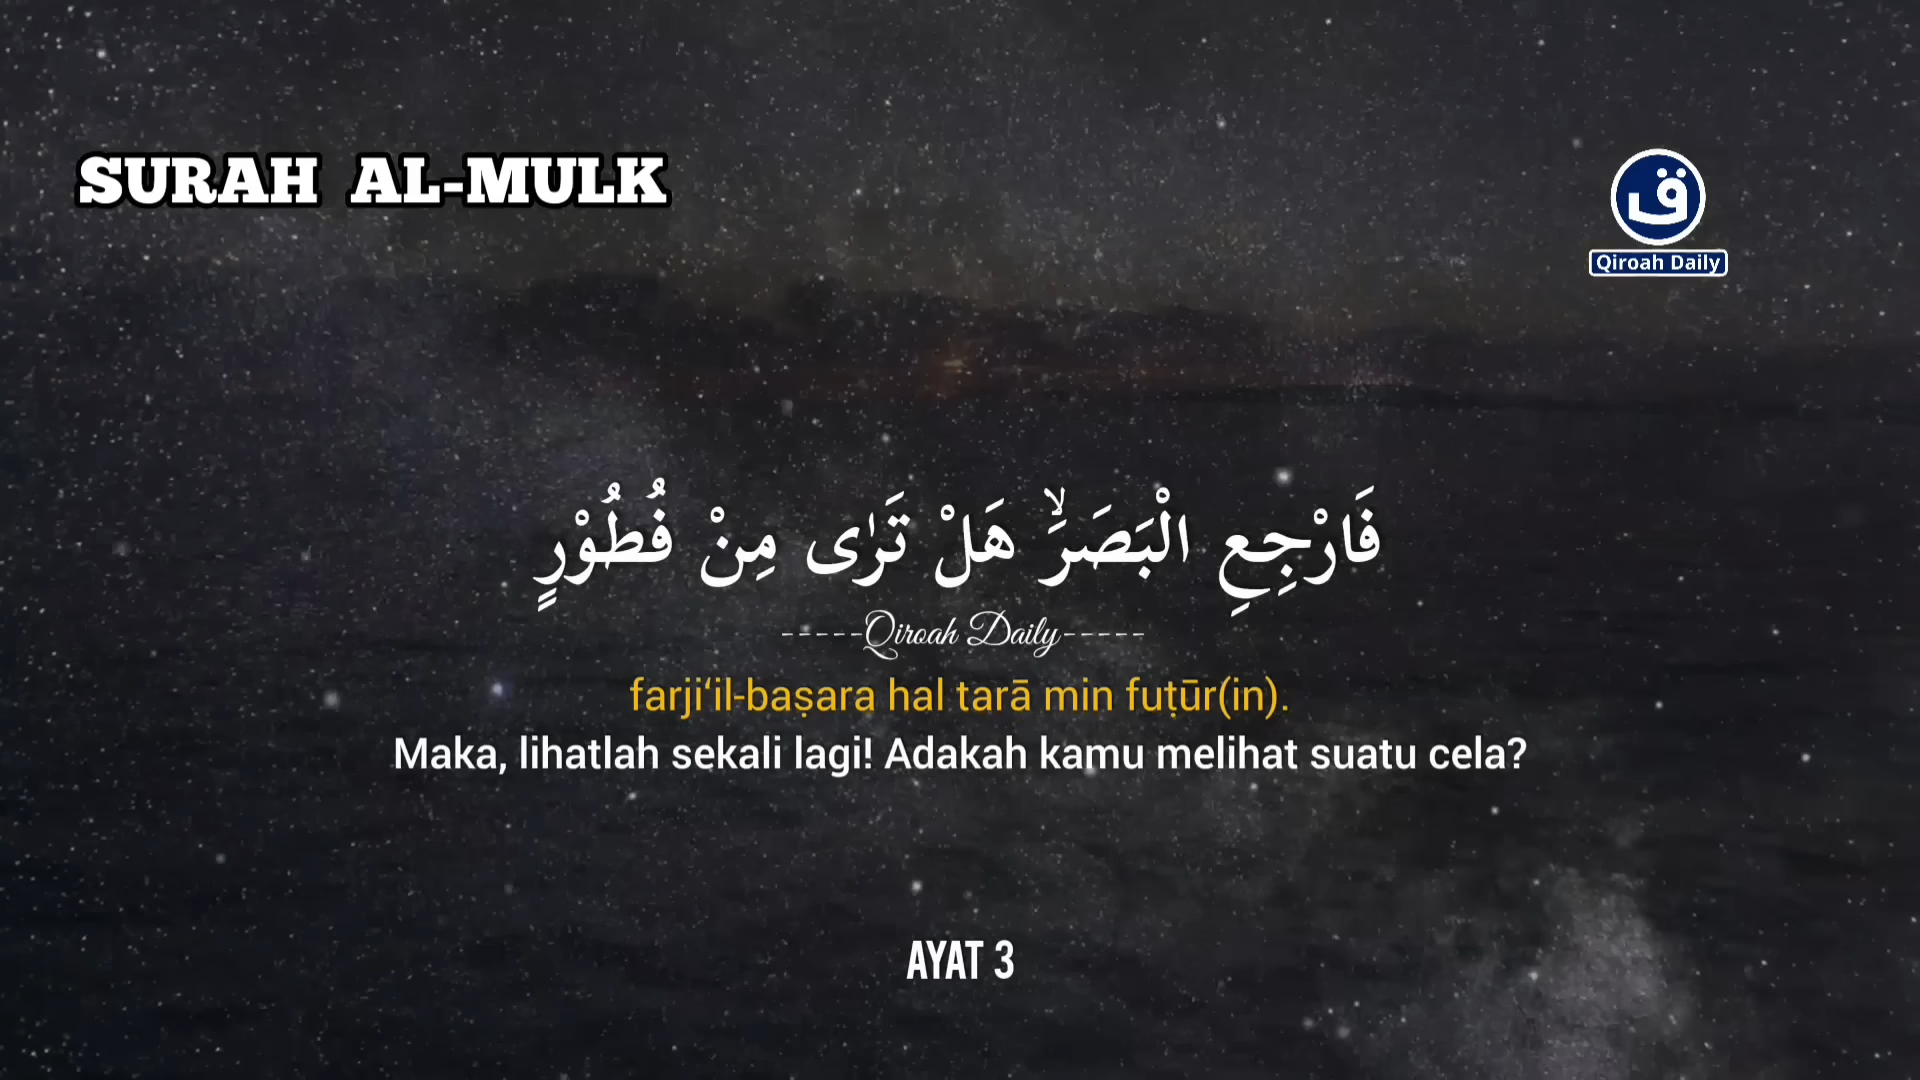 SURAH AL-MULK
ق
Qiroah Daily
فَارْجِعِ الْبَصَرَۙ هَلْ تَرٰى مِنْ فُطُوْرٍ
-----Qiroah Daily-----
farji‘il-baṣara hal tarā min fuṭūr(in).
Maka, lihatlah sekali lagi! Adakah kamu melihat suatu cela?
AYAT 3